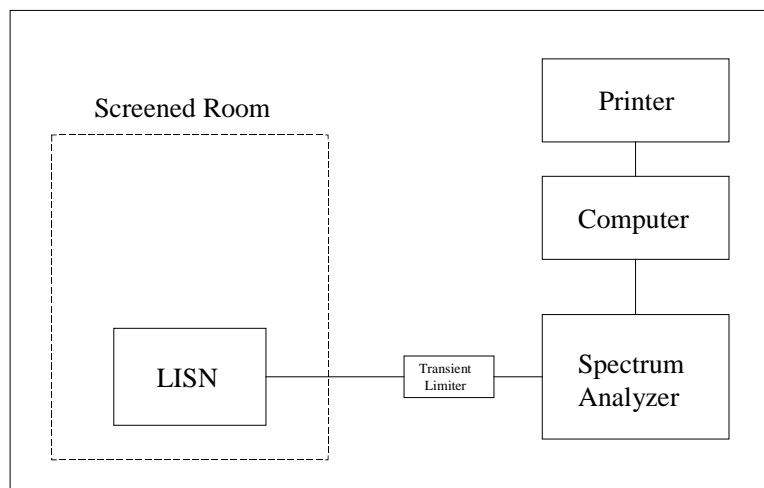 Screened Room
Printer
Computer
LISN
Transient
Limiter
Spectrum
Analyzer